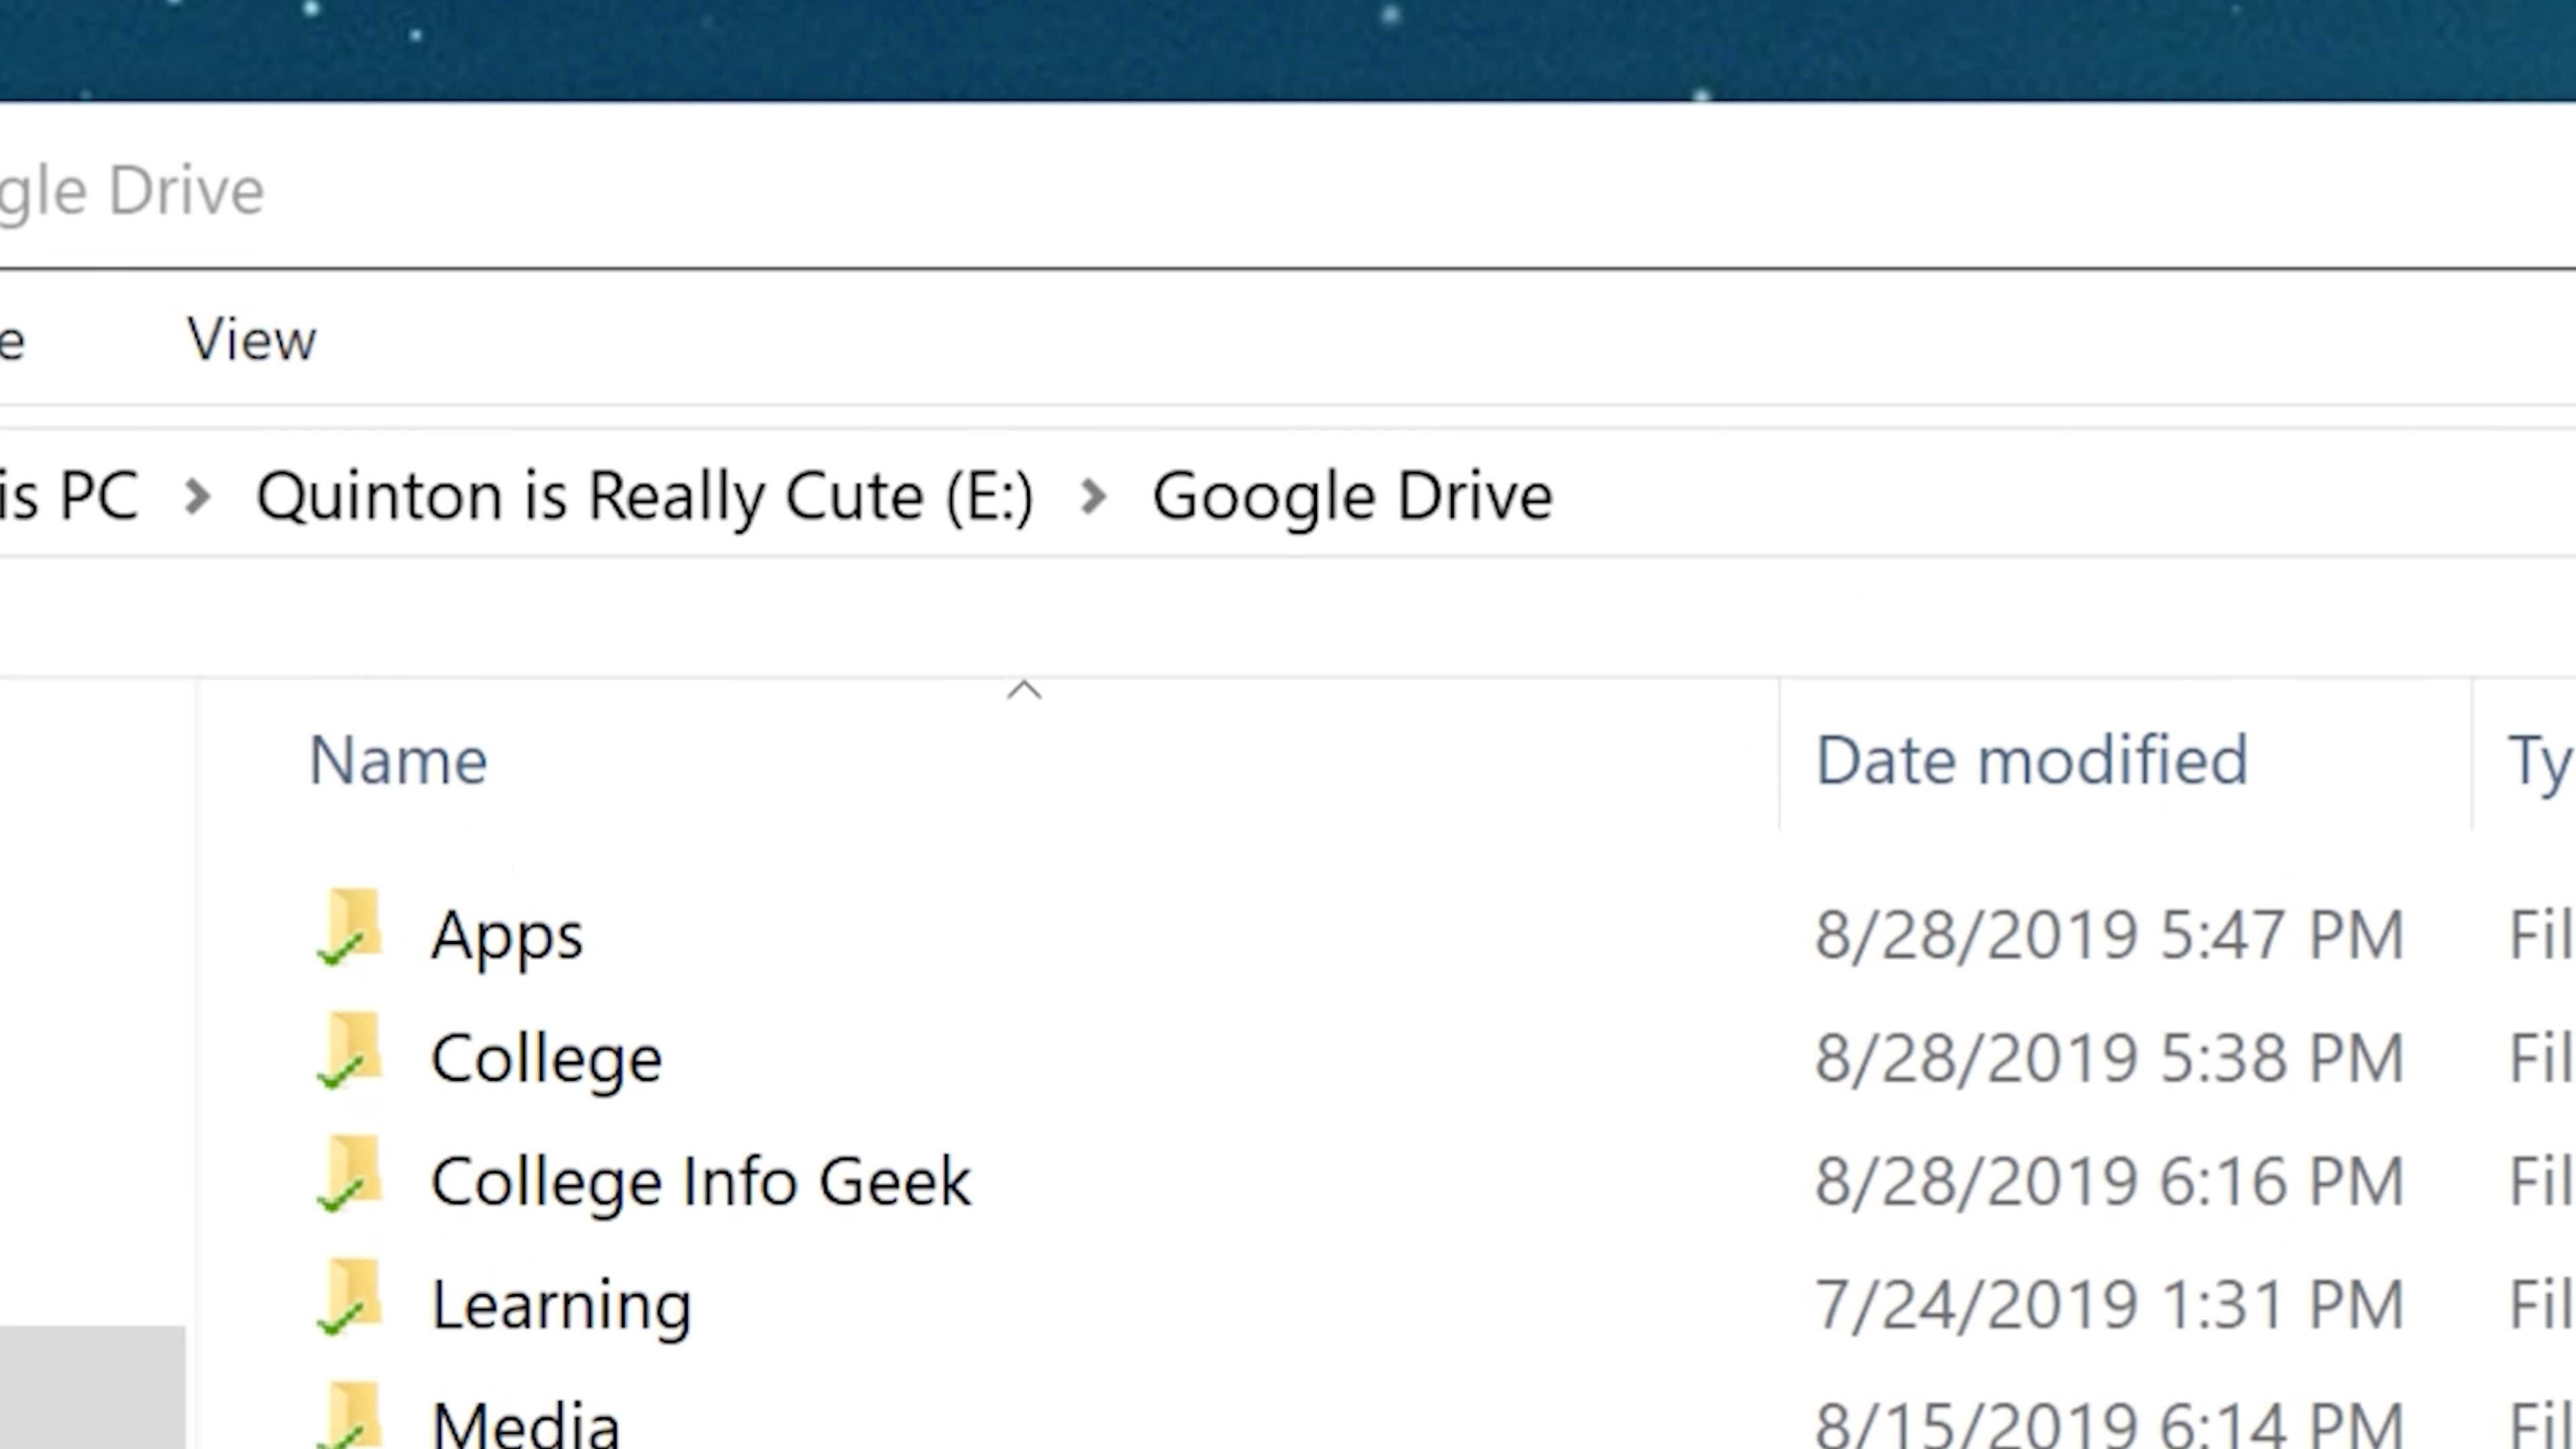 gle Drive
e View
is PC > Quinton is Really Cute (E:) > Google Drive
Name Date modified Ty
Apps 8/28/2019 5:47 PM Fil
College 8/28/2019 5:38 PM Fil
College Info Geek 8/28/2019 6:16 PM Fil
Learning 7/24/2019 1:31 PM Fil
Media 8/15/2019 6:14 PM Fil